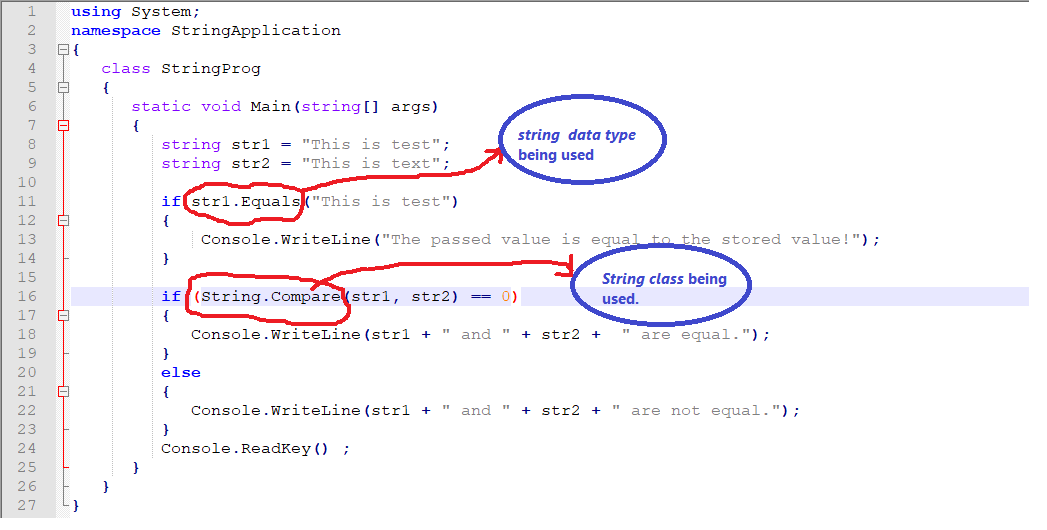 1 using System;
2 namespace StringApplication
3 {
4 class StringProg
5 {
6 static void Main(string[] args)
7 {
8 string str1 = "This is test";
9 string str2 = "This is text";
string data type
being used
10
11 if str1.Equals("This is test")
12 {
13 Console.WriteLine("The passed value is equal to the stored value!");
14 }
15
String class being
used.
16 if (String.Compare(str1, str2) == 0)
17 {
18 Console.WriteLine(str1 + " and " + str2 +  " are equal.");
19 }
20 else
21 {
22 Console.WriteLine(str1 + " and " + str2 + " are not equal.");
23 }
24 Console.ReadKey() ;
25 }
26 }
27 }